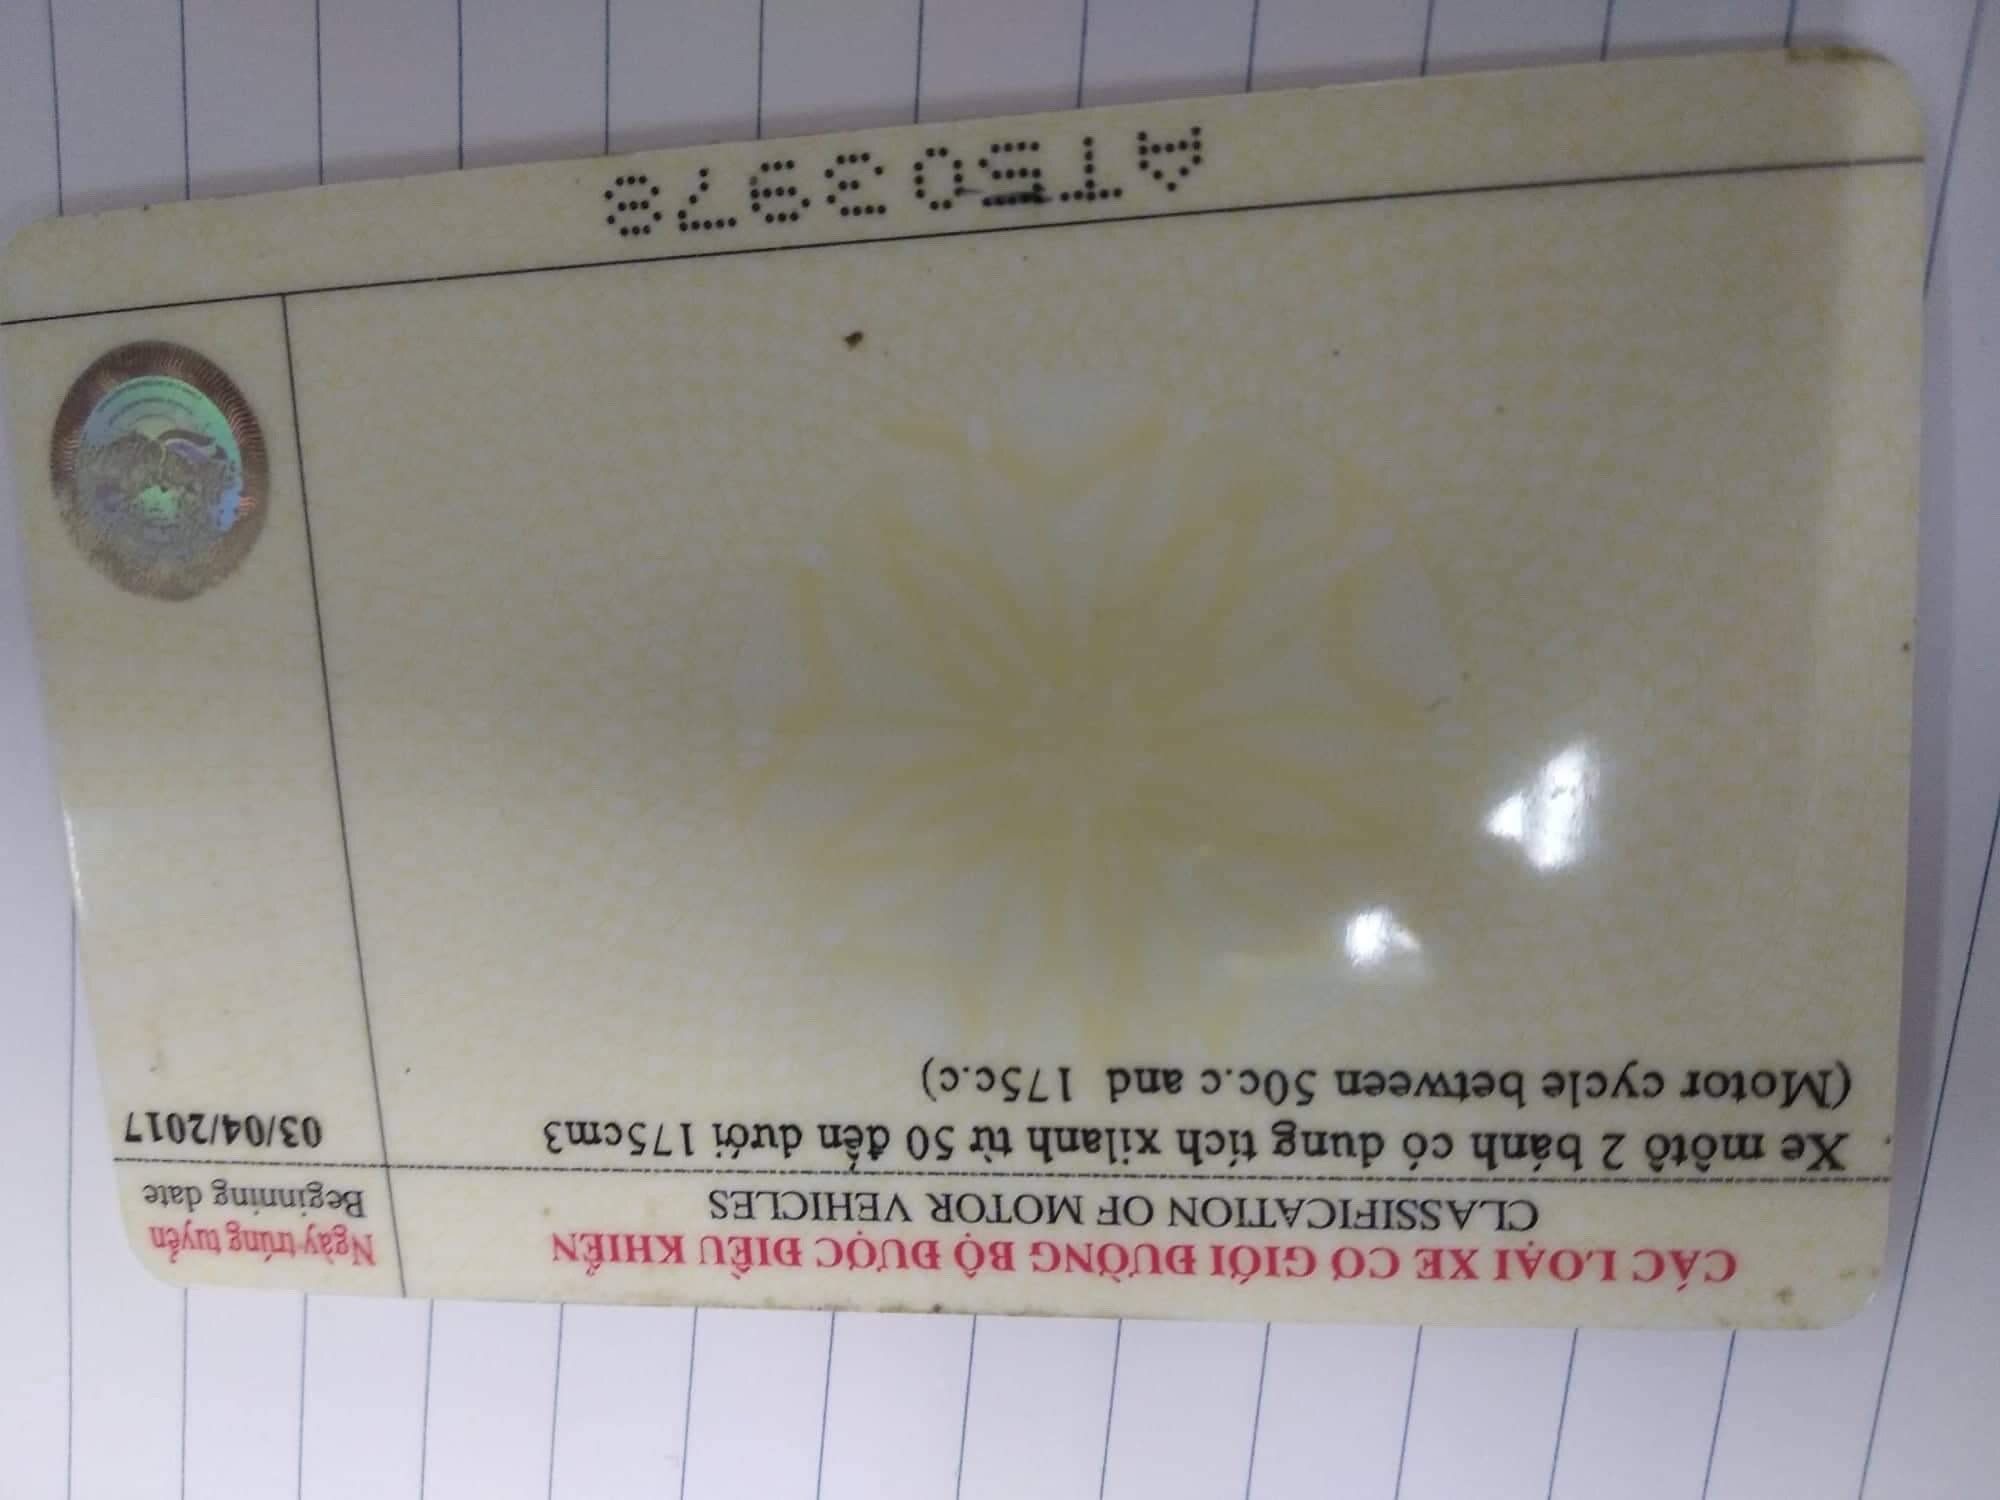 CÁC LOẠI XE CƠ GIỚI ĐƯỜNG BỘ ĐƯỢC ĐIỀU KHIỂN
CLASSIFICATION OF MOTOR VEHICLES
Ngày trúng tuyển
Beginning date
Xe môtô 2 bánh có dung tích xilanh từ 50 đến dưới 175cm3
(Motor cycle between 50c.c and 175c.c)
03/04/2017
AT503978